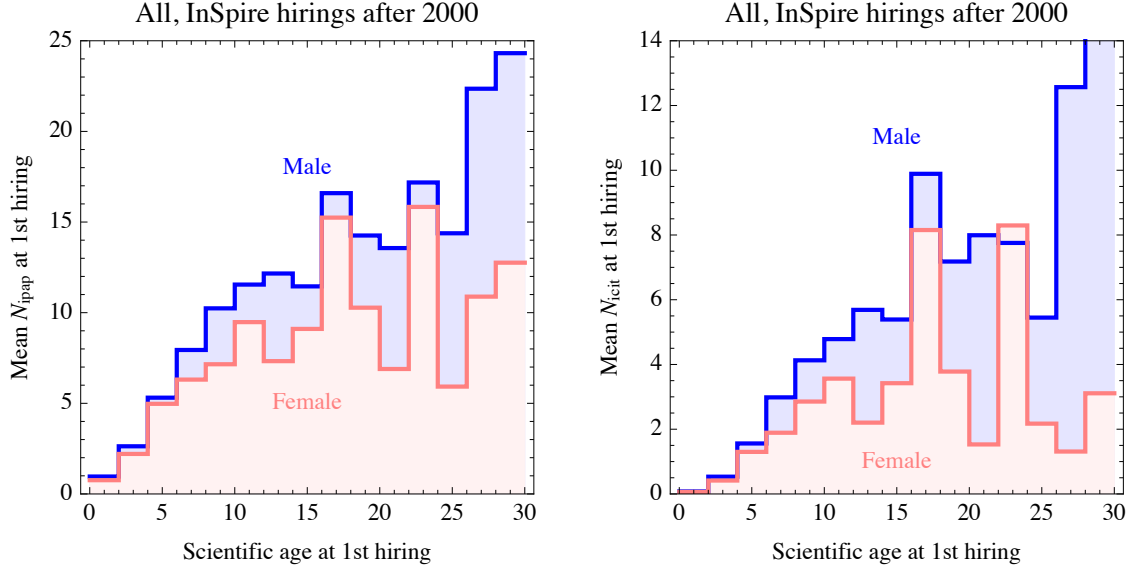 All, InSpire hirings after 2000
25
20
15
10
5
0
Mean Nipap at 1st hiring
Male
Female
0 5 10 15 20 25 30
Scientific age at 1st hiring
All, InSpire hirings after 2000
14
12
10
8
6
4
2
0
Mean Nicit at 1st hiring
Male
Female
0 5 10 15 20 25 30
Scientific age at 1st hiring